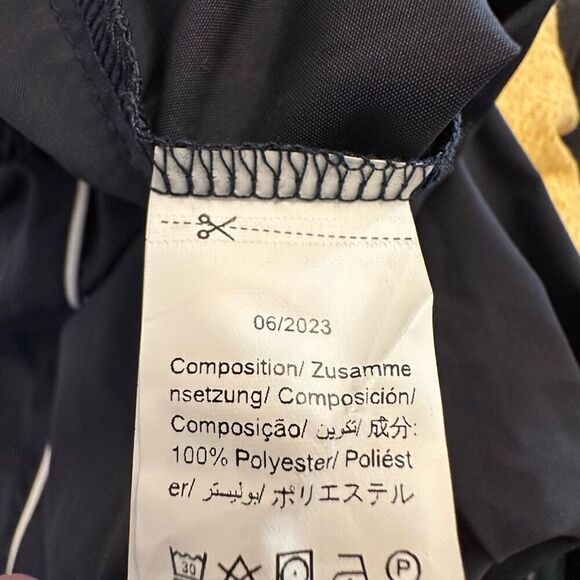 06/2023
Composition/ Zusamme
nsetzung/ Composición/
Composição/ تكوين/ 成分:
100% Polyester/ Poliést
er/ بوليستر/ ポリエステル
30 P